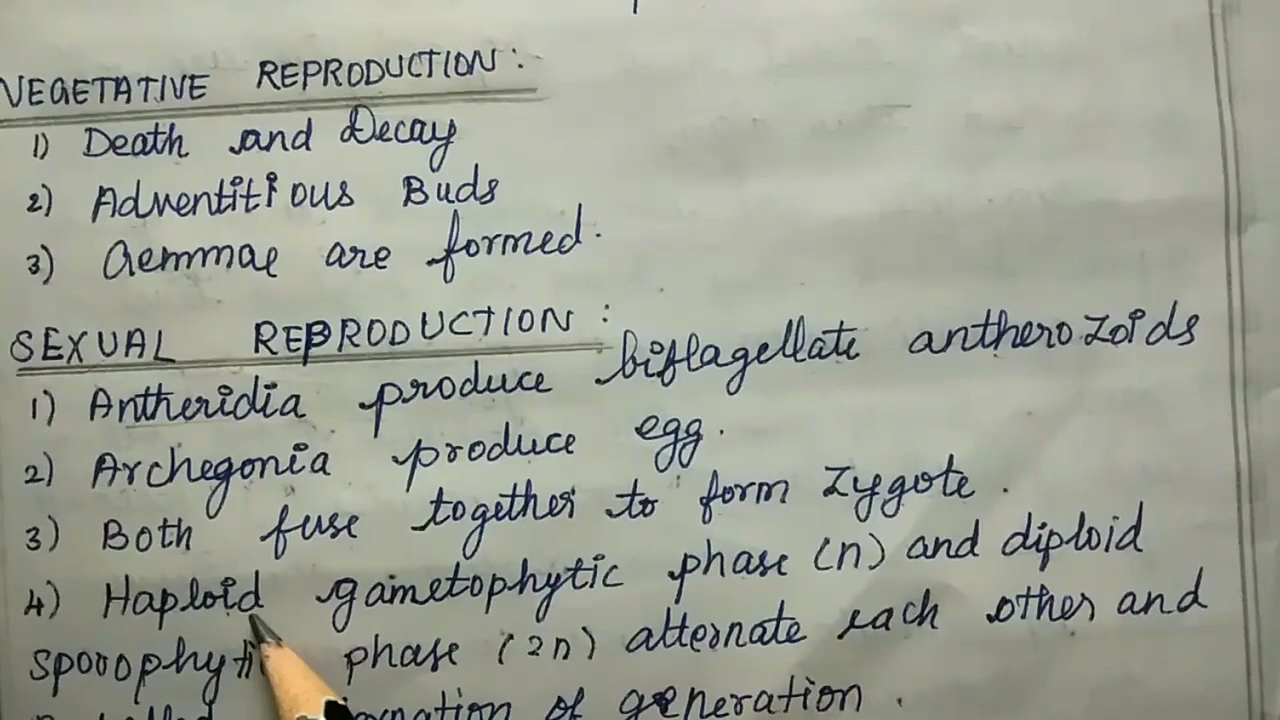 VEGETATIVE REPRODUCTION:
1) Death and Decay
2) Adventitious Buds
3) Gemmae are formed.
SEXUAL REPRODUCTION:
1) Antheridia produce biflagellate antherozoids
2) Archegonia produce egg.
3) Both fuse together to form Zygote.
4) Haploid gametophytic phase (n) and diploid
sporophytic phase (2n) alternate each other and
of generation.